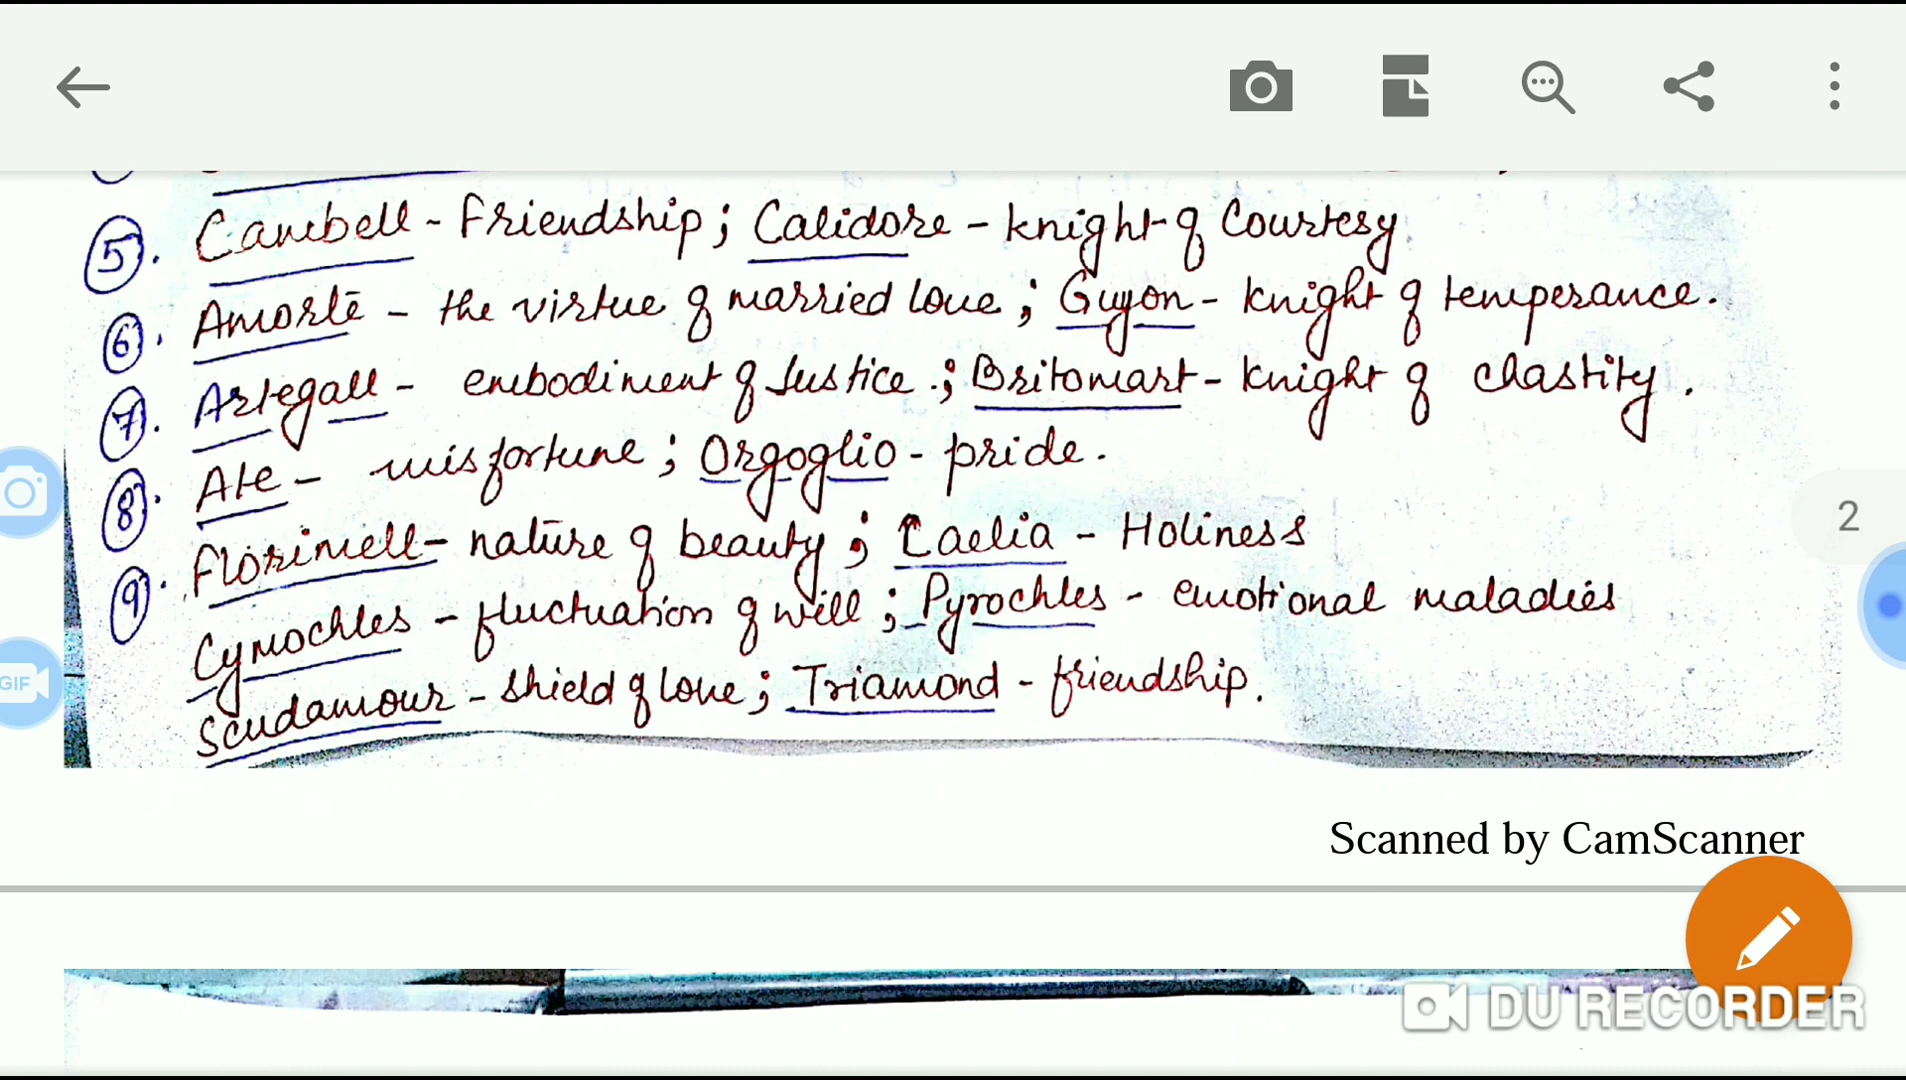 5. Cambell - Friendship; Calidore - knight of Courtesy
6. Amorlē - the virtue of married love; Guyon - knight of temperance.
7. Artegall - embodiment of Justice.; Britomart - knight of chastity.
8. Ate - misfortune; Orgoglio - pride.
9. Florimell - natūre of beauty; Caelia - Holiness
Cymochles - fluctuation of will; Pyrochles - emotional maladies
Scudamour - shield of love; Triamond - friendship.
2
GIF
Scanned by CamScanner
DU RECORDER